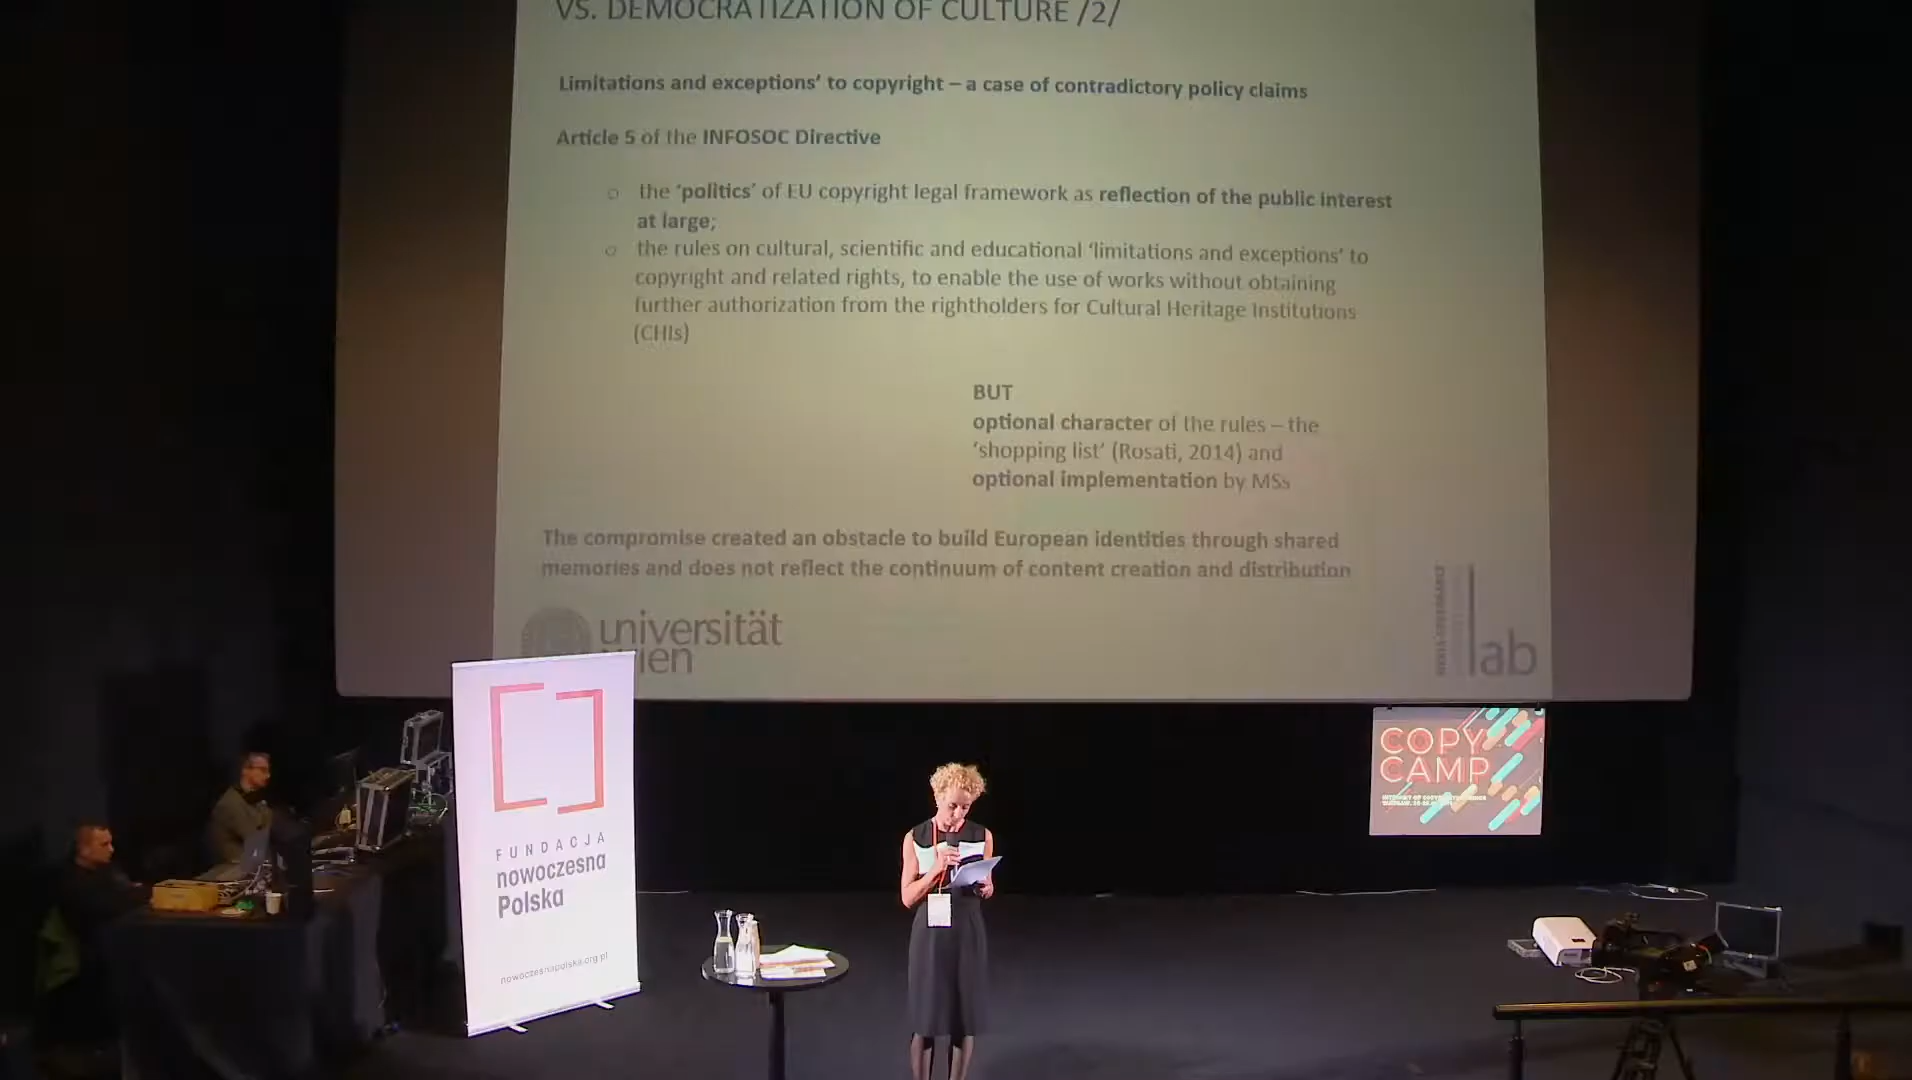 VS. DEMOCRATIZATION OF CULTURE /2/
Limitations and exceptions' to copyright – a case of contradictory policy claims
Article 5 of the INFOSOC Directive
the 'politics' of EU copyright legal framework as reflection of the public interest
at large;
the rules on cultural, scientific and educational 'limitations and exceptions' to
copyright and related rights, to enable the use of works without obtaining
further authorization from the rightholders for Cultural Heritage Institutions
(CHIs)
BUT
optional character of the rules – the
'shopping list' (Rosati, 2014) and
optional implementation by MSs
The compromise created an obstacle to build European identities through shared
memories and does not reflect the continuum of content creation and distribution
universität
ien
lab
FUNDACJA
nowoczesna
Polska
nowoczesnapolska.org.pl
COPY
CAMP